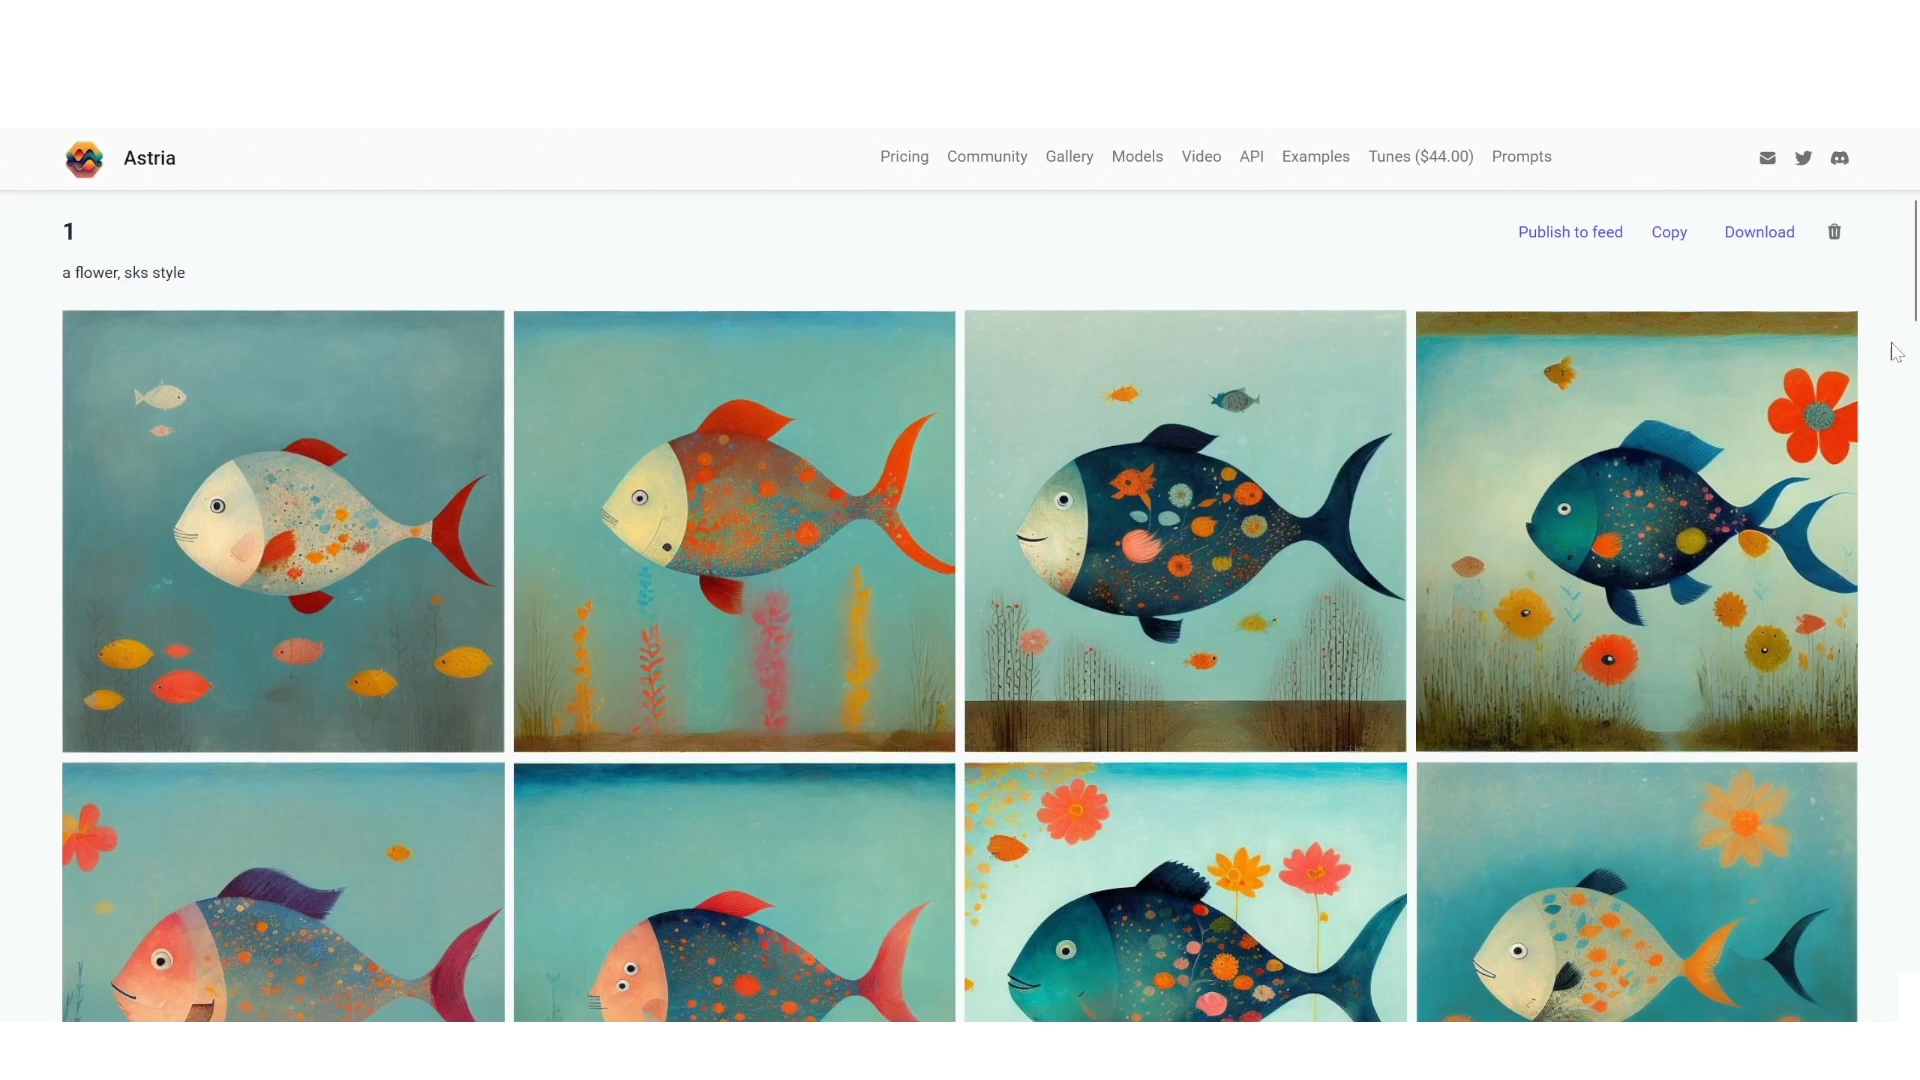 Astria
Pricing Community Gallery Models Video API Examples Tunes ($44.00) Prompts
1
Publish to feed Copy Download
a flower, sks style